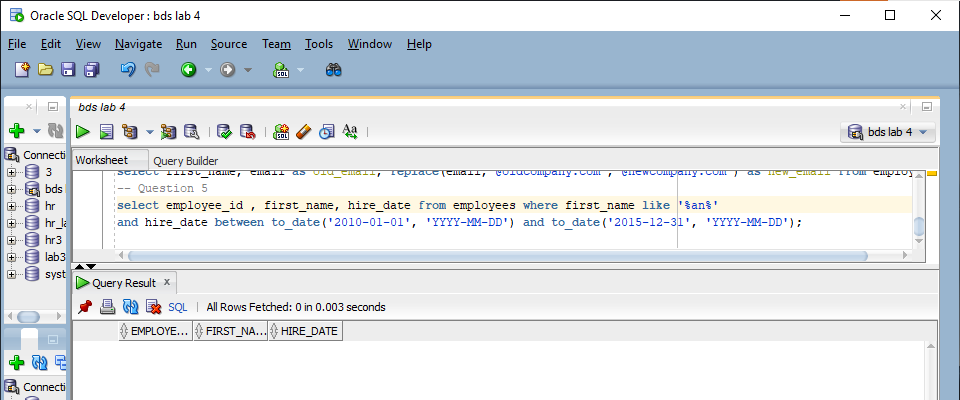 Oracle SQL Developer : bds lab 4
File Edit View Navigate Run Source Team Tools Window Help
bds lab 4
bds lab 4
Worksheet Query Builder
select first_name, email as old_email, replace(email, '@oldcompany.com', '@newcompany.com') as new_email from employ
-- Question 5
select employee_id , first_name, hire_date from employees where first_name like '%an%'
and hire_date between to_date('2010-01-01', 'YYYY-MM-DD') and to_date('2015-12-31', 'YYYY-MM-DD');
Connectio
3
bds
hr
hr_la
hr3
lab3
syst
Query Result x
SQL | All Rows Fetched: 0 in 0.003 seconds
EMPLOYE... FIRST_NA... HIRE_DATE
Connecti